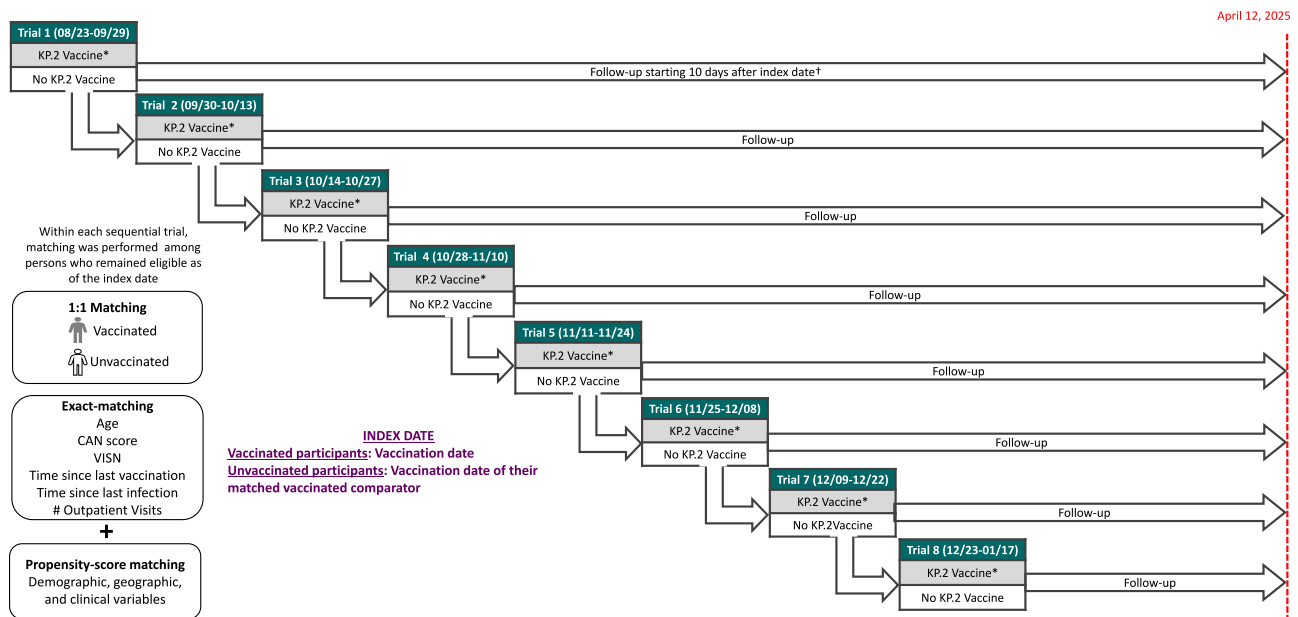 April 12, 2025
Trial 1 (08/23-09/29)
KP.2 Vaccine*
No KP.2 Vaccine
Follow-up starting 10 days after index date†
Trial  2 (09/30-10/13)
KP.2 Vaccine*
No KP.2 Vaccine
Follow-up
Trial 3 (10/14-10/27)
KP.2 Vaccine*
No KP.2 Vaccine
Follow-up
Trial  4 (10/28-11/10)
KP.2 Vaccine*
No KP.2 Vaccine
Follow-up
Trial 5 (11/11-11/24)
KP.2 Vaccine*
No KP.2 Vaccine
Follow-up
Trial 6 (11/25-12/08)
KP.2 Vaccine*
No KP.2 Vaccine
Follow-up
Trial 7 (12/09-12/22)
KP.2 Vaccine*
No KP.2Vaccine
Follow-up
Trial 8 (12/23-01/17)
KP.2 Vaccine*
No KP.2 Vaccine
Follow-up
Within each sequential trial,
matching was performed  among
persons who remained eligible as
of the index date
1:1 Matching
Vaccinated
Unvaccinated
Exact-matching
Age
CAN score
VISN
Time since last vaccination
Time since last infection
# Outpatient Visits
+
Propensity-score matching
Demographic, geographic,
and clinical variables
INDEX DATE
Vaccinated participants: Vaccination date
Unvaccinated participants: Vaccination date of their
matched vaccinated comparator